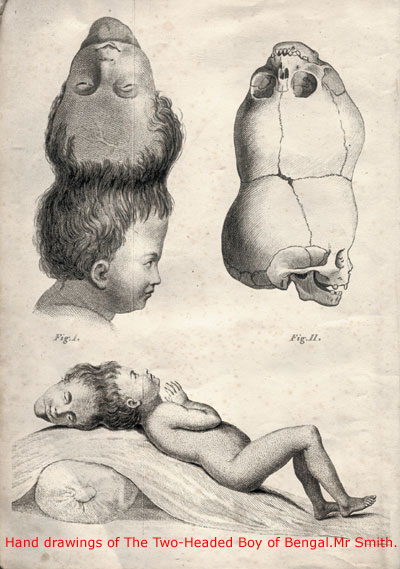 Fig. I.
Fig. II.
Hand drawings of The Two-Headed Boy of Bengal.Mr Smith.